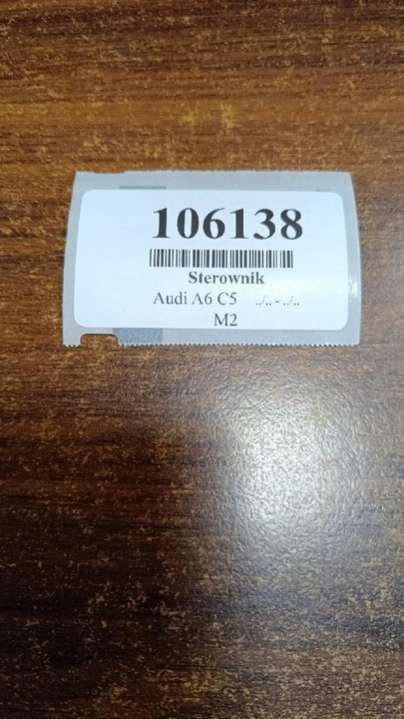 106138
Sterownik
Audi A6 C5 ../.. - ../..
M2